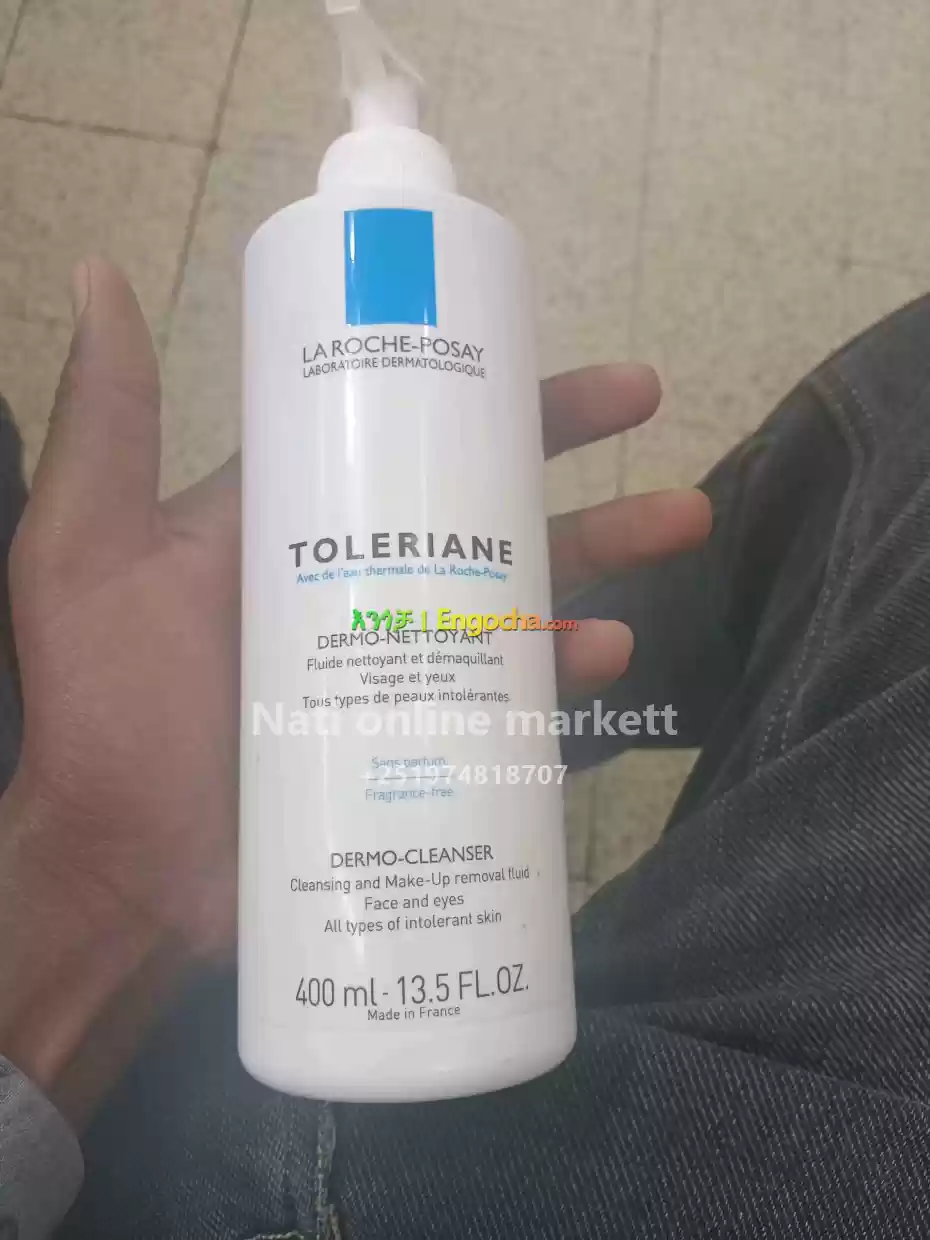 LA ROCHE-POSAY
LABORATOIRE DERMATOLOGIQUE
TOLERIANE
Avec de l'eau thermale de La Roche-Posay
እንጎቻ | Engocha.com
DERMO-NETTOYANT
Fluide nettoyant et démaquillant
Visage et yeux
Tous types de peaux intolérantes
Nati online markett
Sans parfum
+251974818707
Fragrance-free
DERMO-CLEANSER
Cleansing and Make-Up removal fluid
Face and eyes
All types of intolerant skin
400 ml - 13.5 FL.OZ.
Made in France